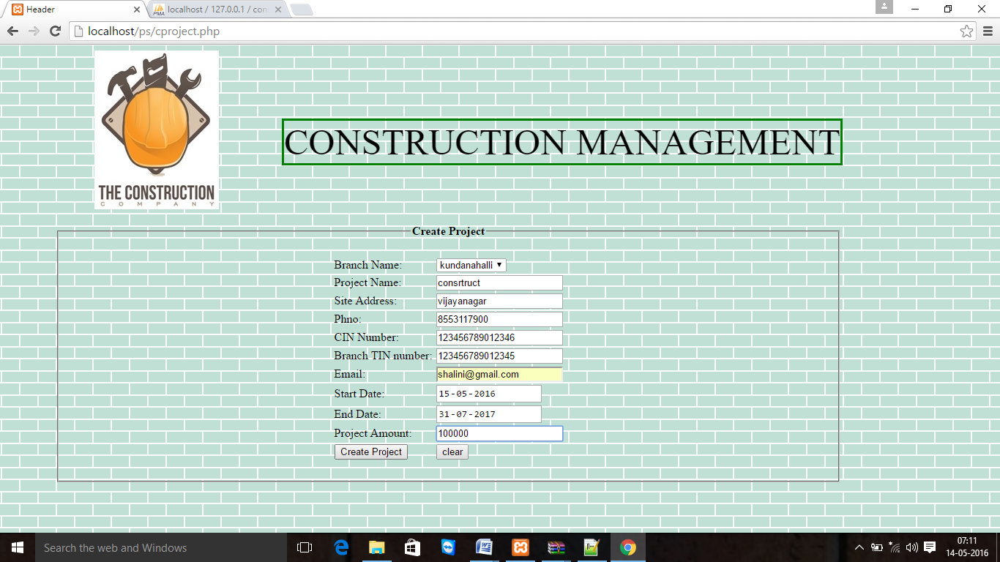 Header
localhost / 127.0.0.1 / con
localhost/ps/cproject.php
THE CONSTRUCTION
COMPANY
CONSTRUCTION MANAGEMENT
Create Project
Branch Name: kundanahalli
Project Name: consrtruct
Site Address: vijayanagar
Phno: 8553117900
CIN Number: 123456789012346
Branch TIN number: 123456789012345
Email: shalini@gmail.com
Start Date: 15-05-2016
End Date: 31-07-2017
Project Amount: 100000
Create Project clear
Search the web and Windows
07:11
14-05-2016